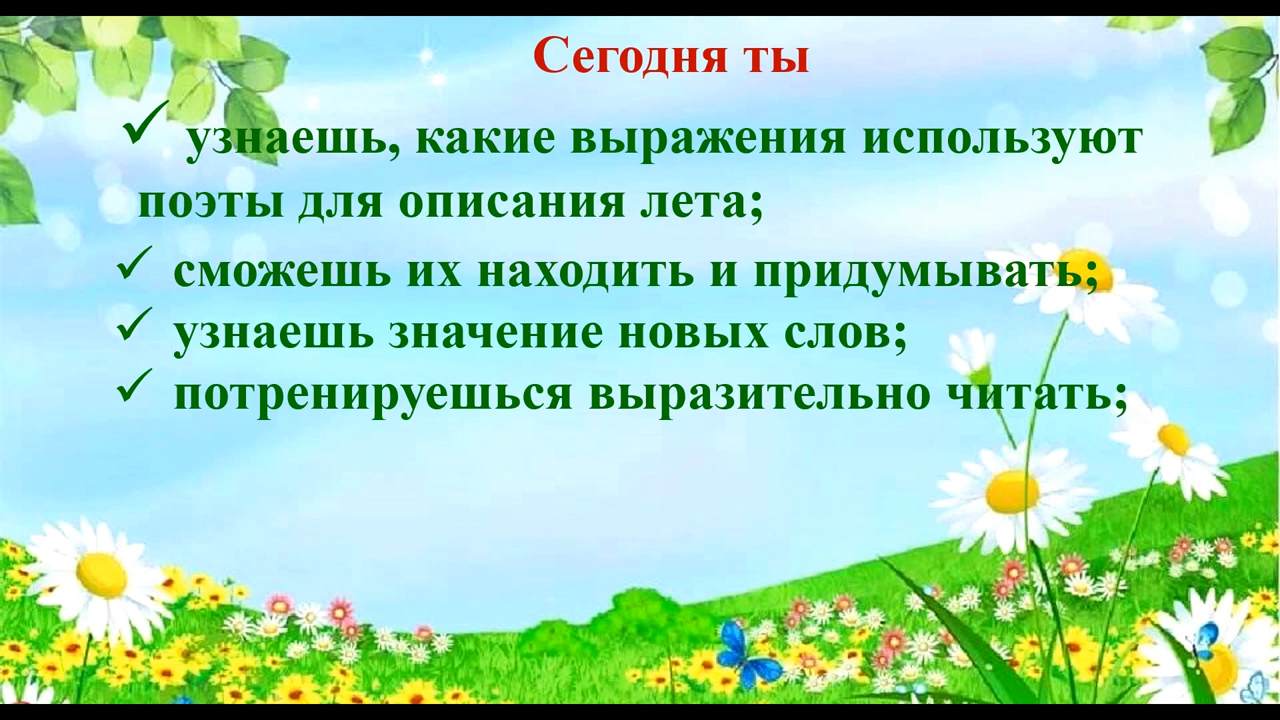 Сегодня ты
✓ узнаешь, какие выражения используют
поэты для описания лета;
✓ сможешь их находить и придумывать;
✓ узнаешь значение новых слов;
✓ потренируешься выразительно читать;